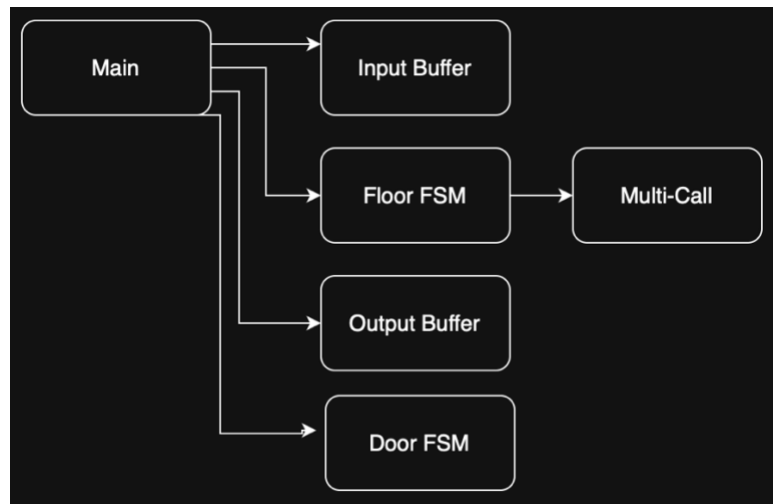 Main
Input Buffer
Floor FSM
Multi-Call
Output Buffer
Door FSM